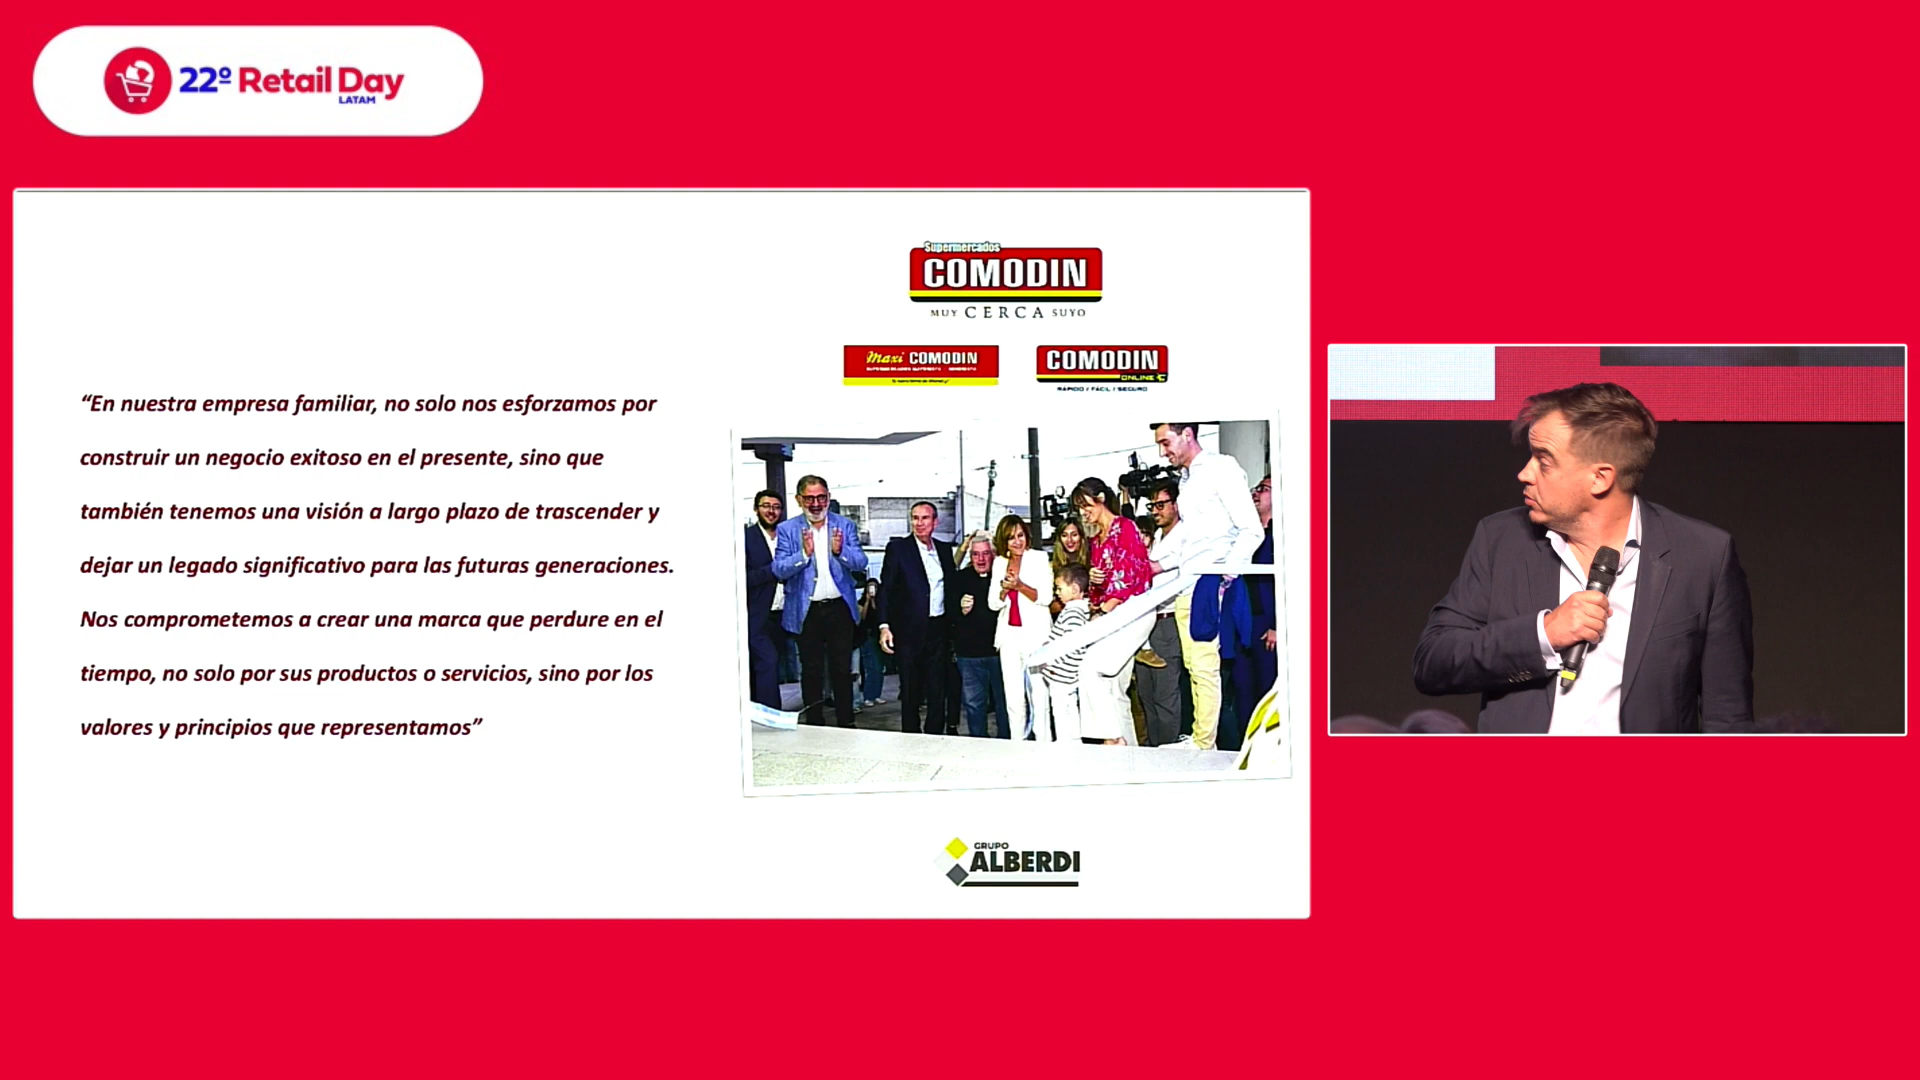 22º Retail Day
LATAM
“En nuestra empresa familiar, no solo nos esforzamos por
construir un negocio exitoso en el presente, sino que
también tenemos una visión a largo plazo de trascender y
dejar un legado significativo para las futuras generaciones.
Nos comprometemos a crear una marca que perdure en el
tiempo, no solo por sus productos o servicios, sino por los
valores y principios que representamos”
Supermercados
COMODIN
MUY CERCA SUYO
Maxi COMODIN
COMODIN
ONLINE
RÁPIDO / FÁCIL / SEGURO
GRUPO
ALBERDI